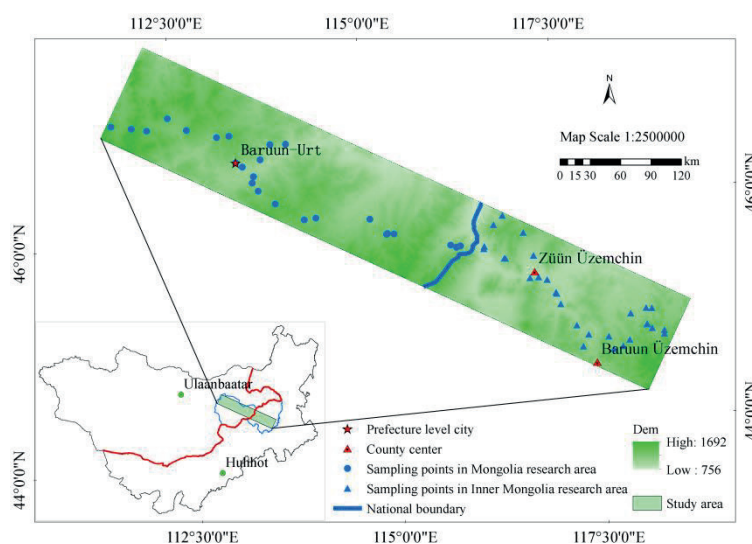 112°30'0"E
115°0'0"E
117°30'0"E
N
Map Scale 1:2500000
km
0 15 30 60 90 120
46°0'0"N
46°0'0"N
44°0'0"N
44°0'0"N
Baruun-Urt
Züün Üzemchin
Baruun Üzemchin
Ulaanbaatar
Huhhot
Prefecture level city
County center
Sampling points in Mongolia research area
Sampling points in Inner Mongolia research area
National boundary
Dem
High: 1692
Low : 756
Study area
112°30'0"E
115°0'0"E
117°30'0"E